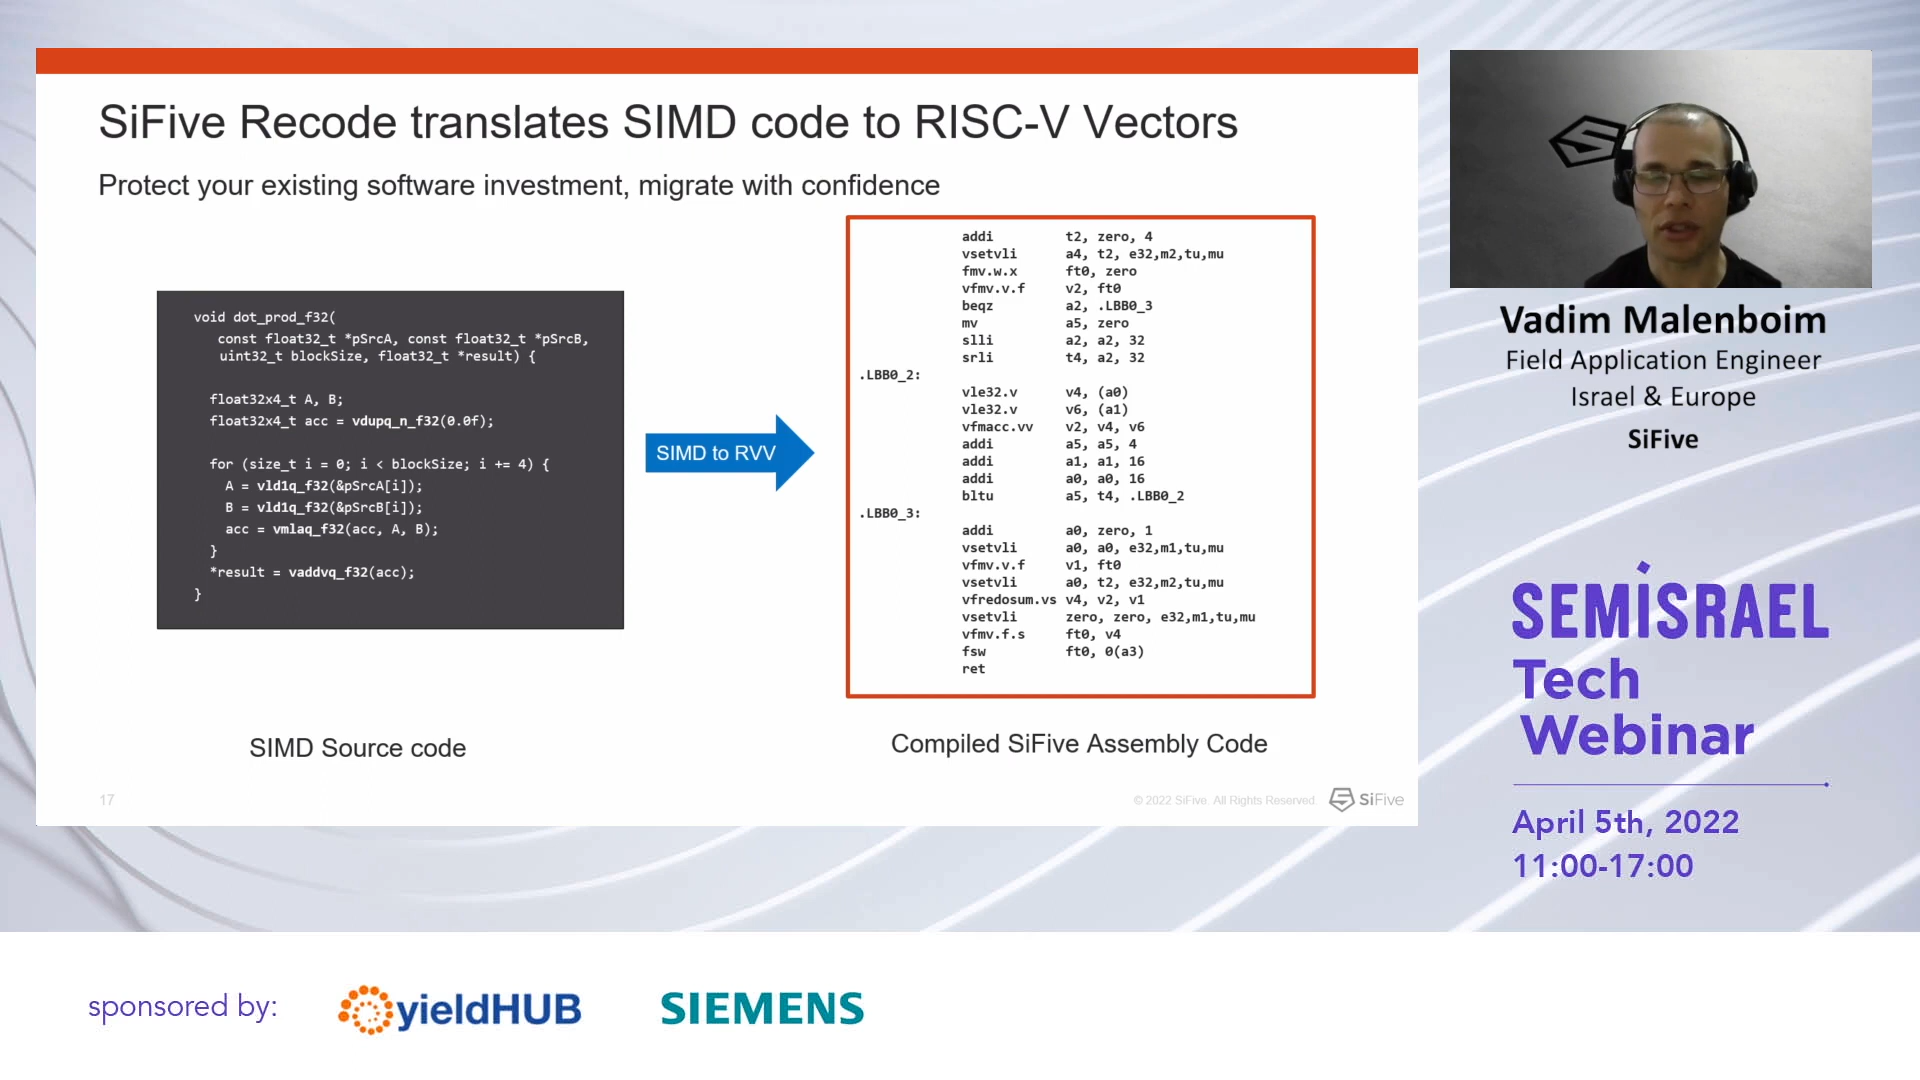 SiFive Recode translates SIMD code to RISC-V Vectors
Protect your existing software investment, migrate with confidence
void dot_prod_f32(
const float32_t *pSrcA, const float32_t *pSrcB,
uint32_t blockSize, float32_t *result) {
float32x4_t A, B;
float32x4_t acc = vdupq_n_f32(0.0f);
for (size_t i = 0; i < blockSize; i += 4) {
A = vld1q_f32(&pSrcA[i]);
B = vld1q_f32(&pSrcB[i]);
acc = vmlaq_f32(acc, A, B);
}
*result = vaddvq_f32(acc);
}
SIMD Source code
SIMD to RVV
addi t2, zero, 4
vsetvli a4, t2, e32,m2,tu,mu
fmv.w.x ft0, zero
vfmv.v.f v2, ft0
beqz a2, .LBB0_3
mv a5, zero
slli a2, a2, 32
srli t4, a2, 32
.LBB0_2:
vle32.v v4, (a0)
vle32.v v6, (a1)
vfmacc.vv v2, v4, v6
addi a5, a5, 4
addi a1, a1, 16
addi a0, a0, 16
bltu a5, t4, .LBB0_2
.LBB0_3:
addi a0, zero, 1
vsetvli a0, a0, e32,m1,tu,mu
vfmv.v.f v1, ft0
vsetvli a0, t2, e32,m2,tu,mu
vfredosum.vs v4, v2, v1
vsetvli zero, zero, e32,m1,tu,mu
vfmv.f.s ft0, v4
fsw ft0, 0(a3)
ret
Compiled SiFive Assembly Code
17
© 2022 SiFive All Rights Reserved.
SiFive
Vadim Malenboim
Field Application Engineer
Israel & Europe
SiFive
SEMISRAEL
Tech
Webinar
April 5th, 2022
11:00-17:00
sponsored by:
yieldHUB
SIEMENS